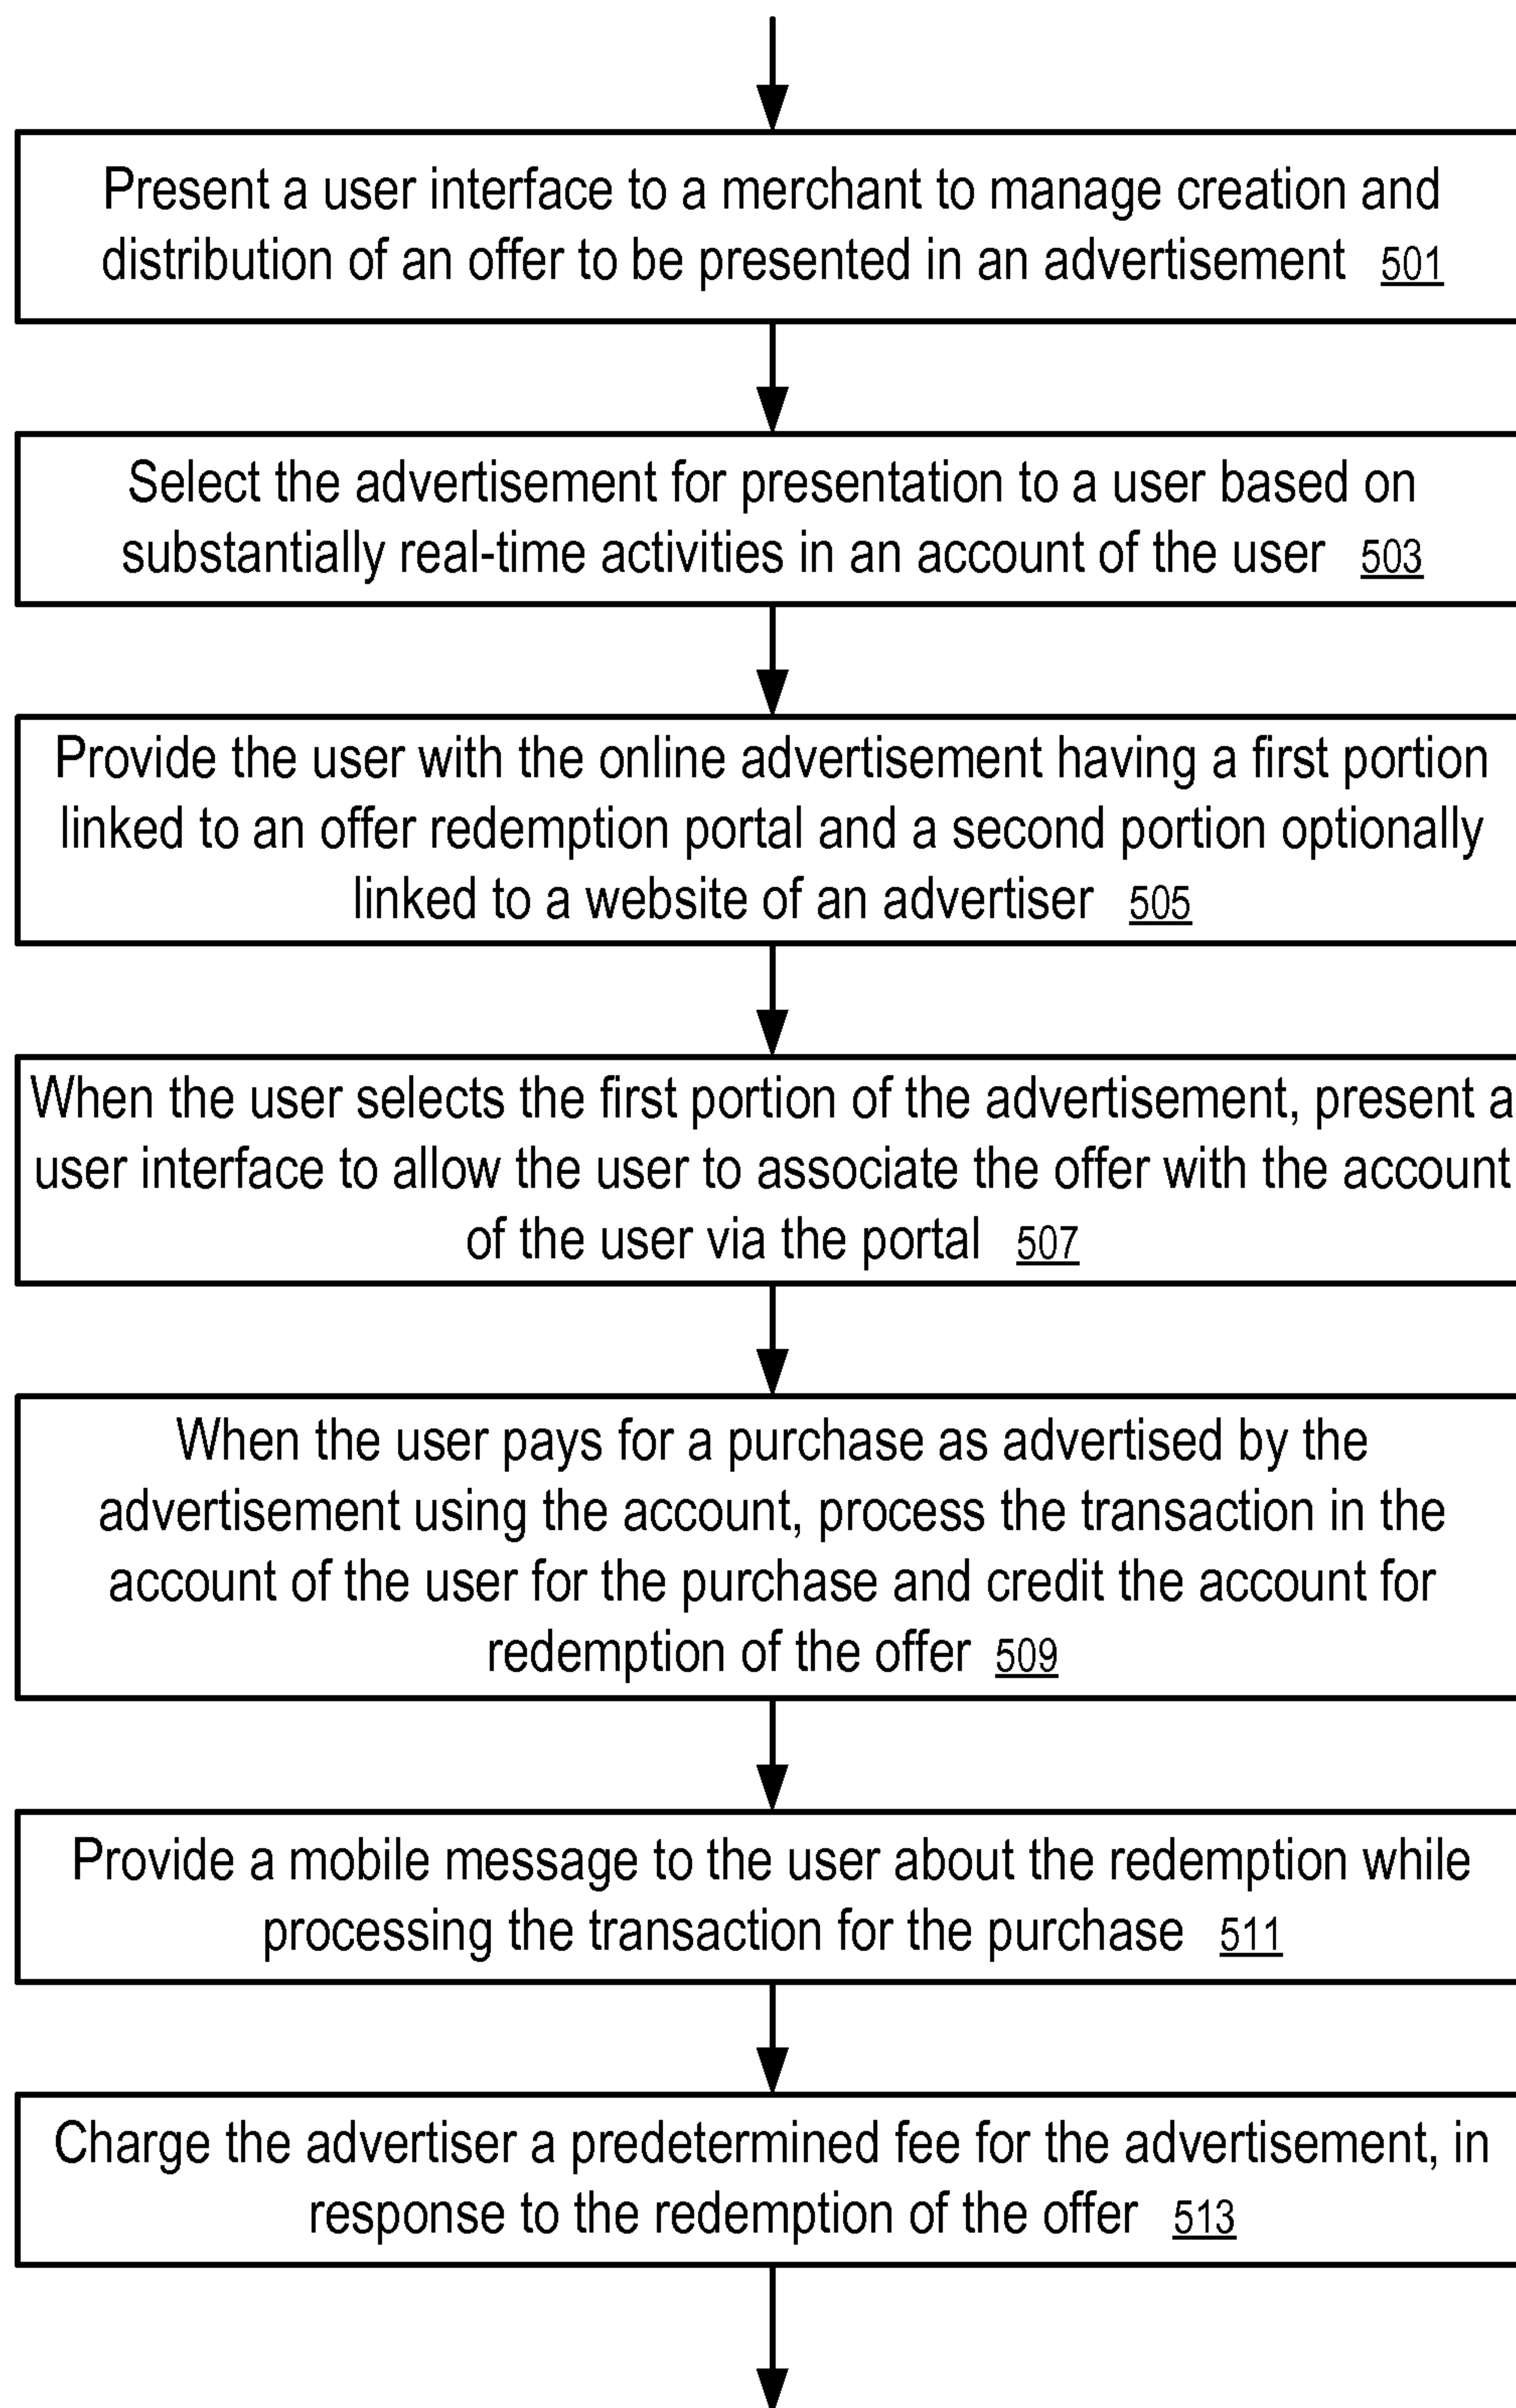 Present a user interface to a merchant to manage creation and
distribution of an offer to be presented in an advertisement 501
Select the advertisement for presentation to a user based on
substantially real-time activities in an account of the user 503
Provide the user with the online advertisement having a first portion
linked to an offer redemption portal and a second portion optionally
linked to a website of an advertiser 505
When the user selects the first portion of the advertisement, present a
user interface to allow the user to associate the offer with the account
of the user via the portal 507
When the user pays for a purchase as advertised by the
advertisement using the account, process the transaction in the
account of the user for the purchase and credit the account for
redemption of the offer 509
Provide a mobile message to the user about the redemption while
processing the transaction for the purchase 511
Charge the advertiser a predetermined fee for the advertisement, in
response to the redemption of the offer 513